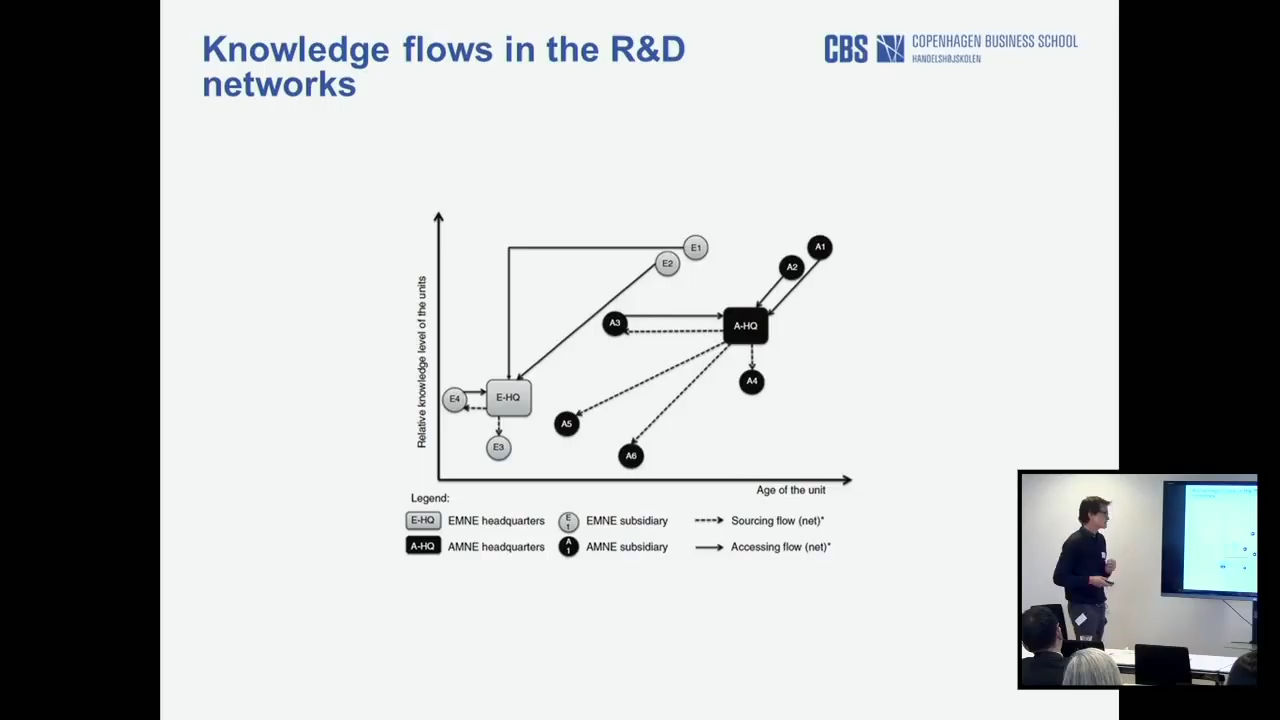 Knowledge flows in the R&D
networks
CBS
COPENHAGEN BUSINESS SCHOOL
HANDELSHØJSKOLEN
Relative knowledge level of the units
E1
E2
A1
A2
A3
A-HQ
A4
E4
E-HQ
A5
E3
A6
Age of the unit
Legend:
E-HQ EMNE headquarters E 1 EMNE subsidiary Sourcing flow (net)*
A-HQ AMNE headquarters A 1 AMNE subsidiary Accessing flow (net)*